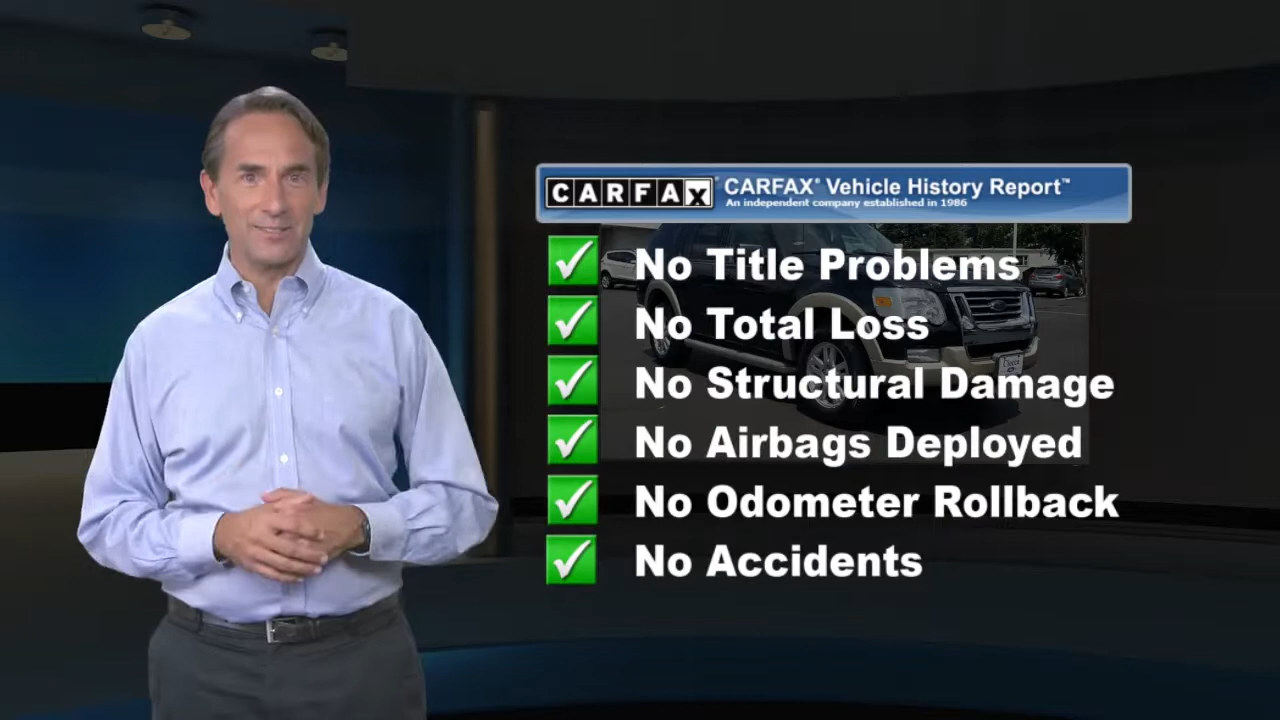 CARFAX® CARFAX® Vehicle History Report™
An independent company established in 1986
No Title Problems
No Total Loss
No Structural Damage
No Airbags Deployed
No Odometer Rollback
No Accidents